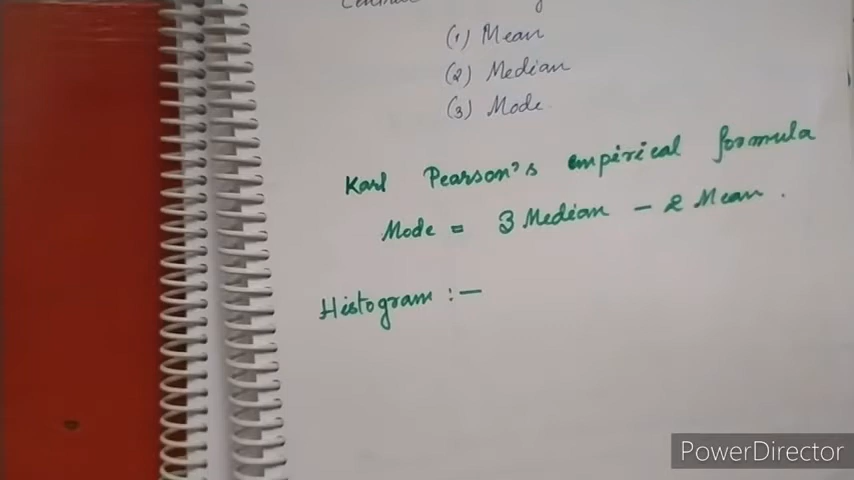 (1) Mean
(2) Median
(3) Mode
Karl Pearson's empirical formula
Mode = 3 Median - 2 Mean.
Histogram :-
PowerDirector